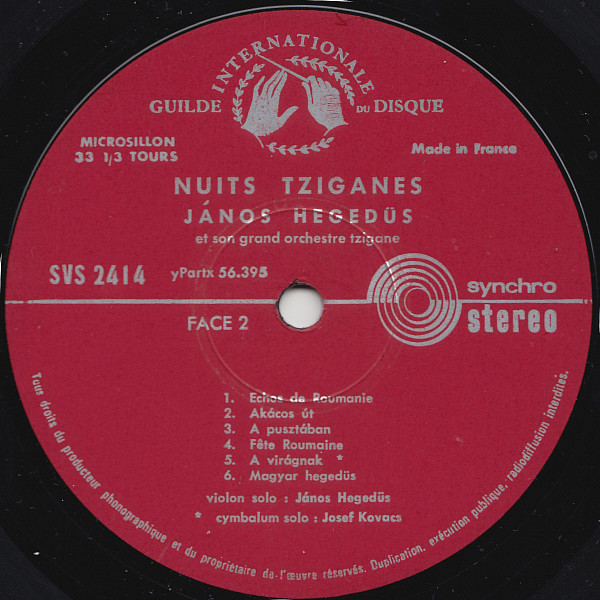 INTERNATIONALE
GUILDE DU DISQUE
MICROSILLON
33 1/3 TOURS
Made in France
NUITS TZIGANES
JÁNOS HEGEDÜS
et son grand orchestre tzigane
SVS 2414 yPartx 56.395
synchro
stereo
FACE 2
1. Echos de Roumanie
2. Akácos út
3. A pusztában
4. Fête Roumaine
5. A virágnak *
6. Magyar hegedüs
violon solo : János Hegedüs
* cymbalum solo : Josef Kovacs
Tous droits du producteur phonographique et du propriétaire de l'œuvre réservés. Duplication, exécution publique, radiodiffusion interdites.